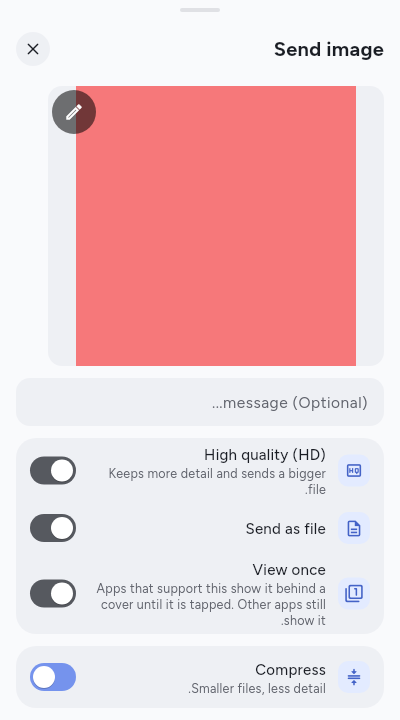 Send image
...message (Optional)
High quality (HD)
Keeps more detail and sends a bigger
.file
Send as file
View once
Apps that support this show it behind a
cover until it is tapped. Other apps still
.show it
Compress
.Smaller files, less detail